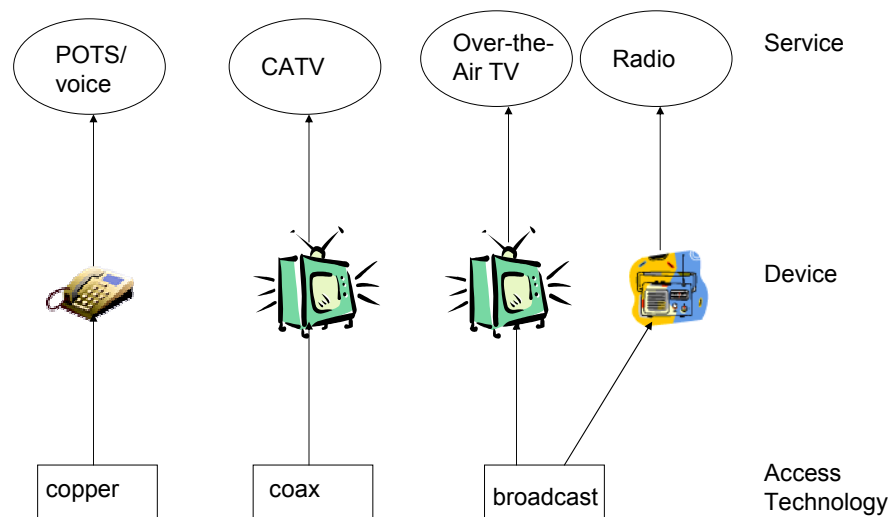 POTS/
voice
CATV
Over-the-
Air TV
Radio
Service
Device
copper
coax
broadcast
Access
Technology